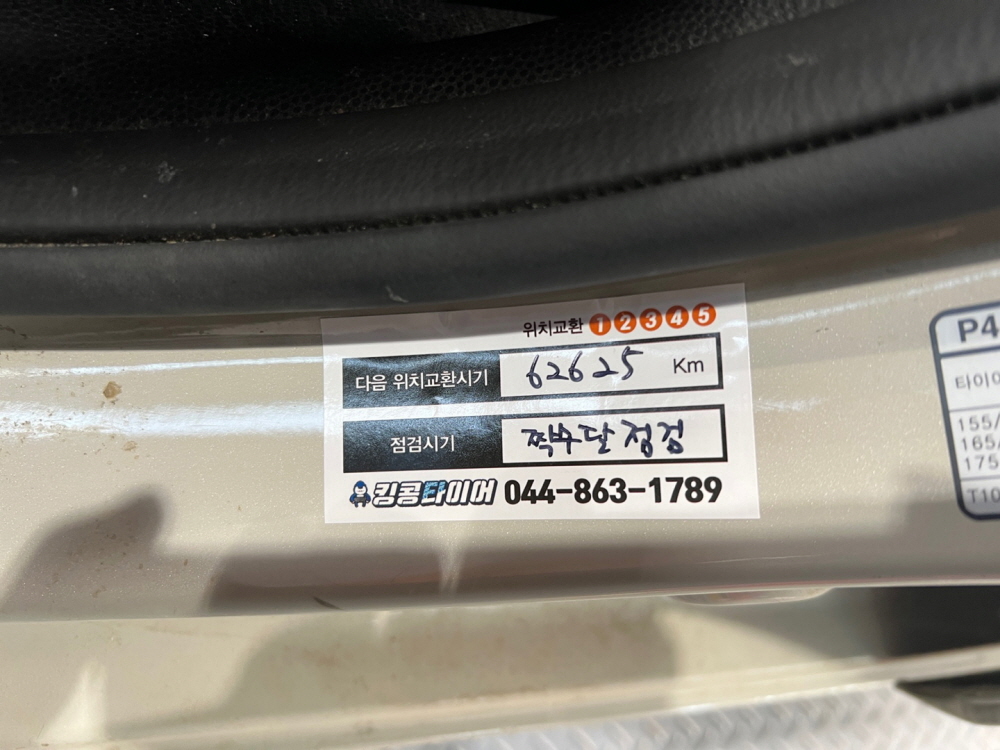 위치교환 1 2 3 4 5
다음 위치교환시기 62625 Km
점검시기 짝수달 점검
킹콩타이어 044-863-1789
P4
타이어
155/
165/
175
T10